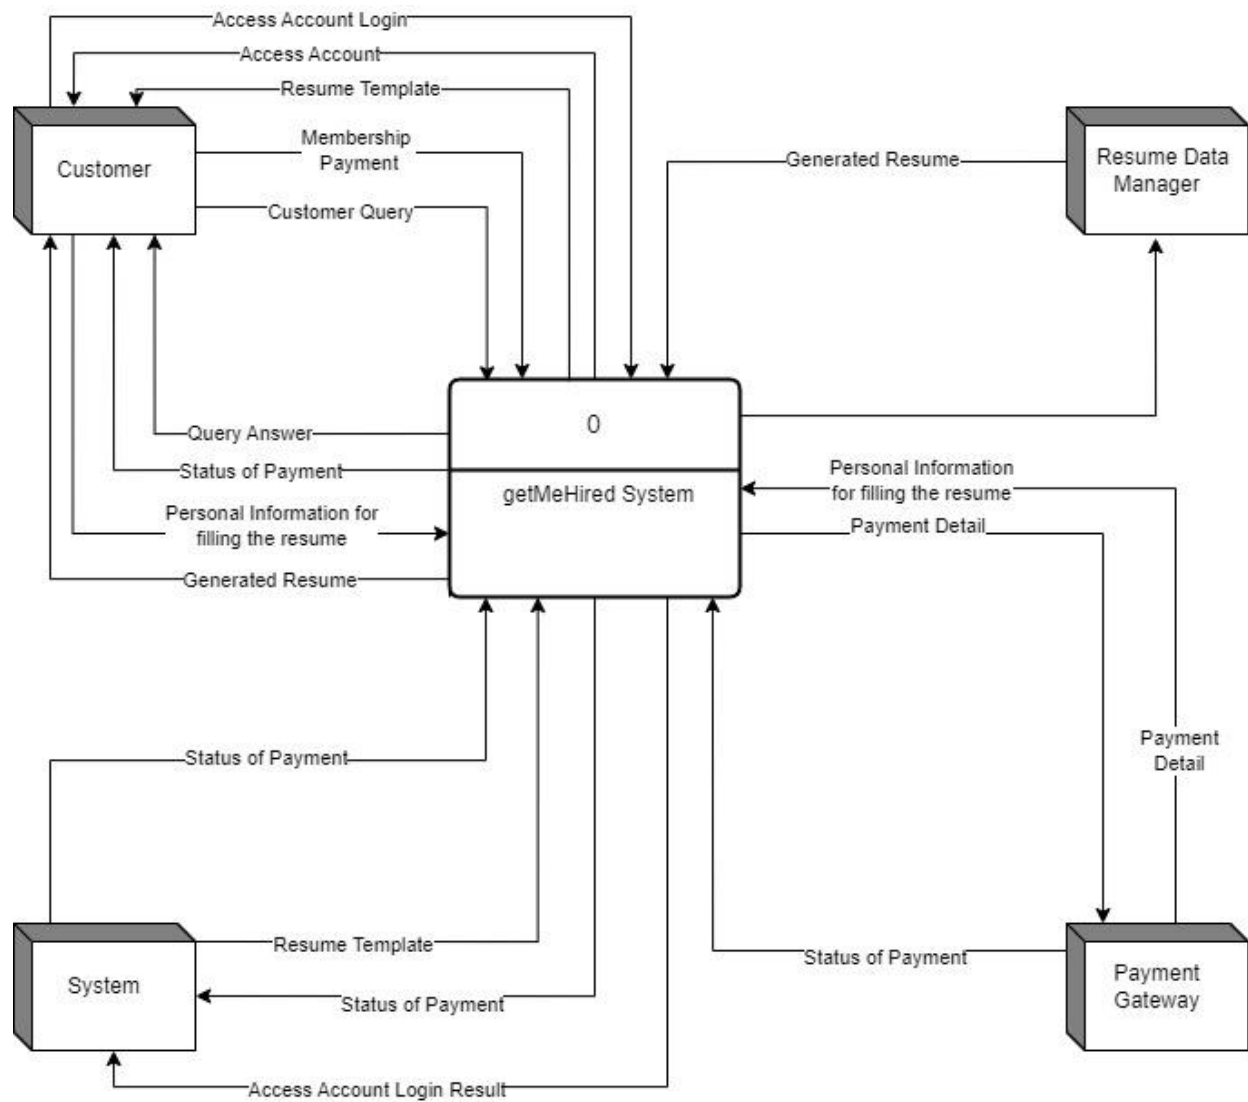 Access Account Login
Access Account
Resume Template
Customer
Membership
Payment
Customer Query
Generated Resume
Resume Data
Manager
0
getMeHired System
Query Answer
Status of Payment
Personal Information for
filling the resume
Generated Resume
Personal Information
for filling the resume
Payment Detail
Payment
Detail
Status of Payment
System
Resume Template
Status of Payment
Access Account Login Result
Status of Payment
Payment
Gateway